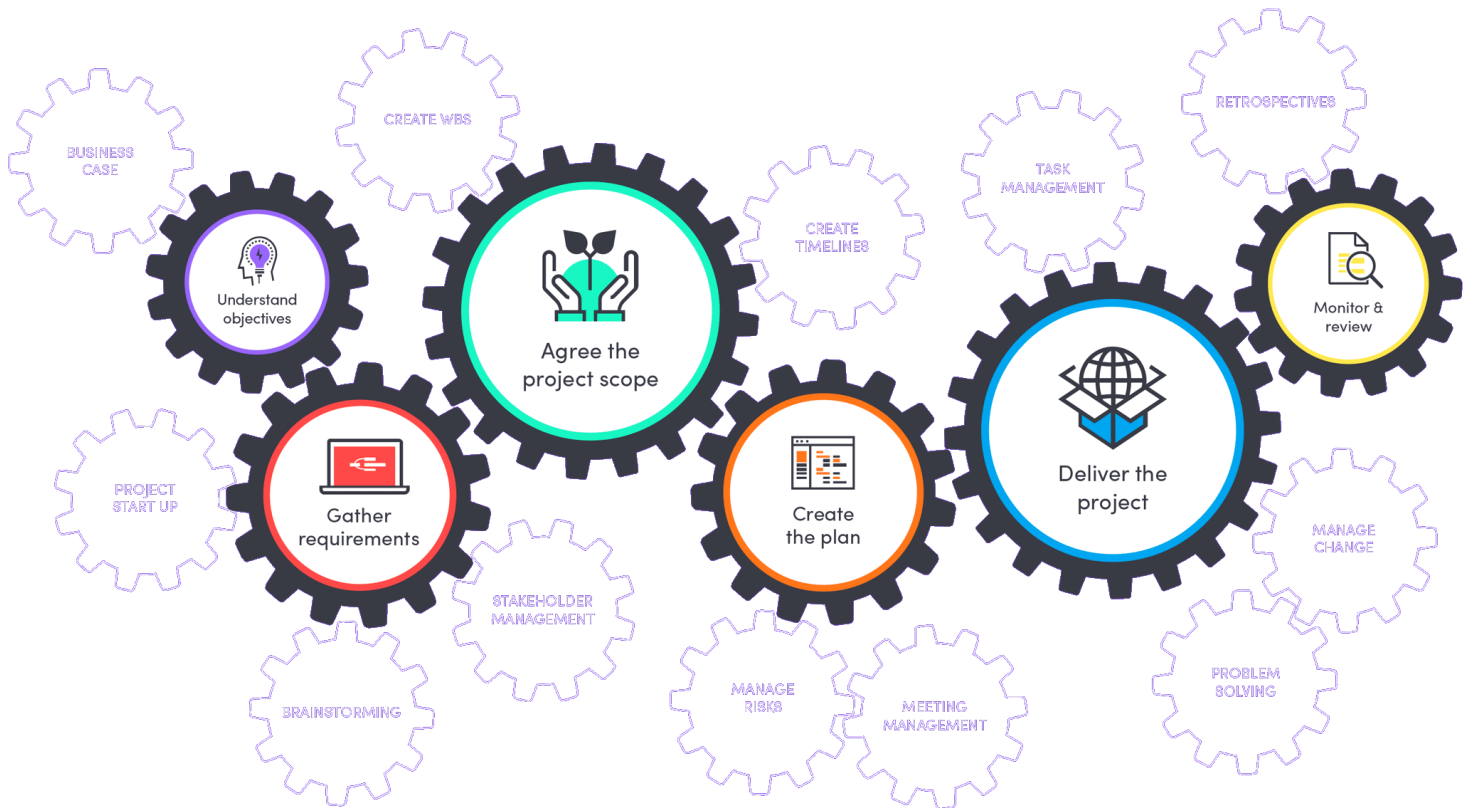 RETROSPECTIVES
CREATE WBS
BUSINESS
CASE
TASK
MANAGEMENT
CREATE
TIMELINES
Understand
objectives
Monitor &
review
Agree the
project scope
Deliver the
project
PROJECT
START UP
Gather
requirements
Create
the plan
MANAGE
CHANGE
STAKEHOLDER
MANAGEMENT
BRAINSTORMING
MANAGE
RISKS
MEETING
MANAGEMENT
PROBLEM
SOLVING